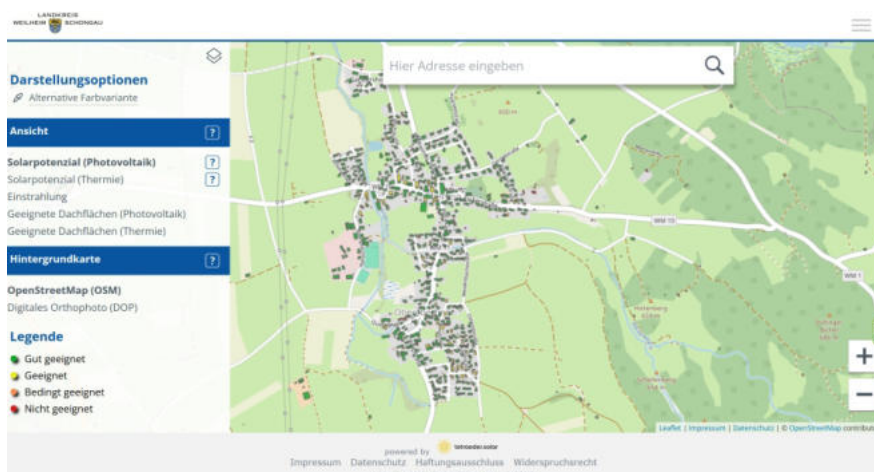 LANDKREIS
WEILHEIM SCHONGAU
Darstellungsoptionen
Alternative Farbvariante
Ansicht ?
Solarpotenzial (Photovoltaik) ?
Solarpotenzial (Thermie) ?
Einstrahlung
Geeignete Dachflächen (Photovoltaik)
Geeignete Dachflächen (Thermie)
Hintergrundkarte ?
OpenStreetMap (OSM)
Digitales Orthophoto (DOP)
Legende
Gut geeignet
Geeignet
Bedingt geeignet
Nicht geeignet
Hier Adresse eingeben
WM 10
WM 1
+
−
Leaflet | Impressum | Datenschutz | © OpenStreetMap contribut
powered by tetraeder.solar
Impressum Datenschutz Haftungsausschluss Widerspruchsrecht